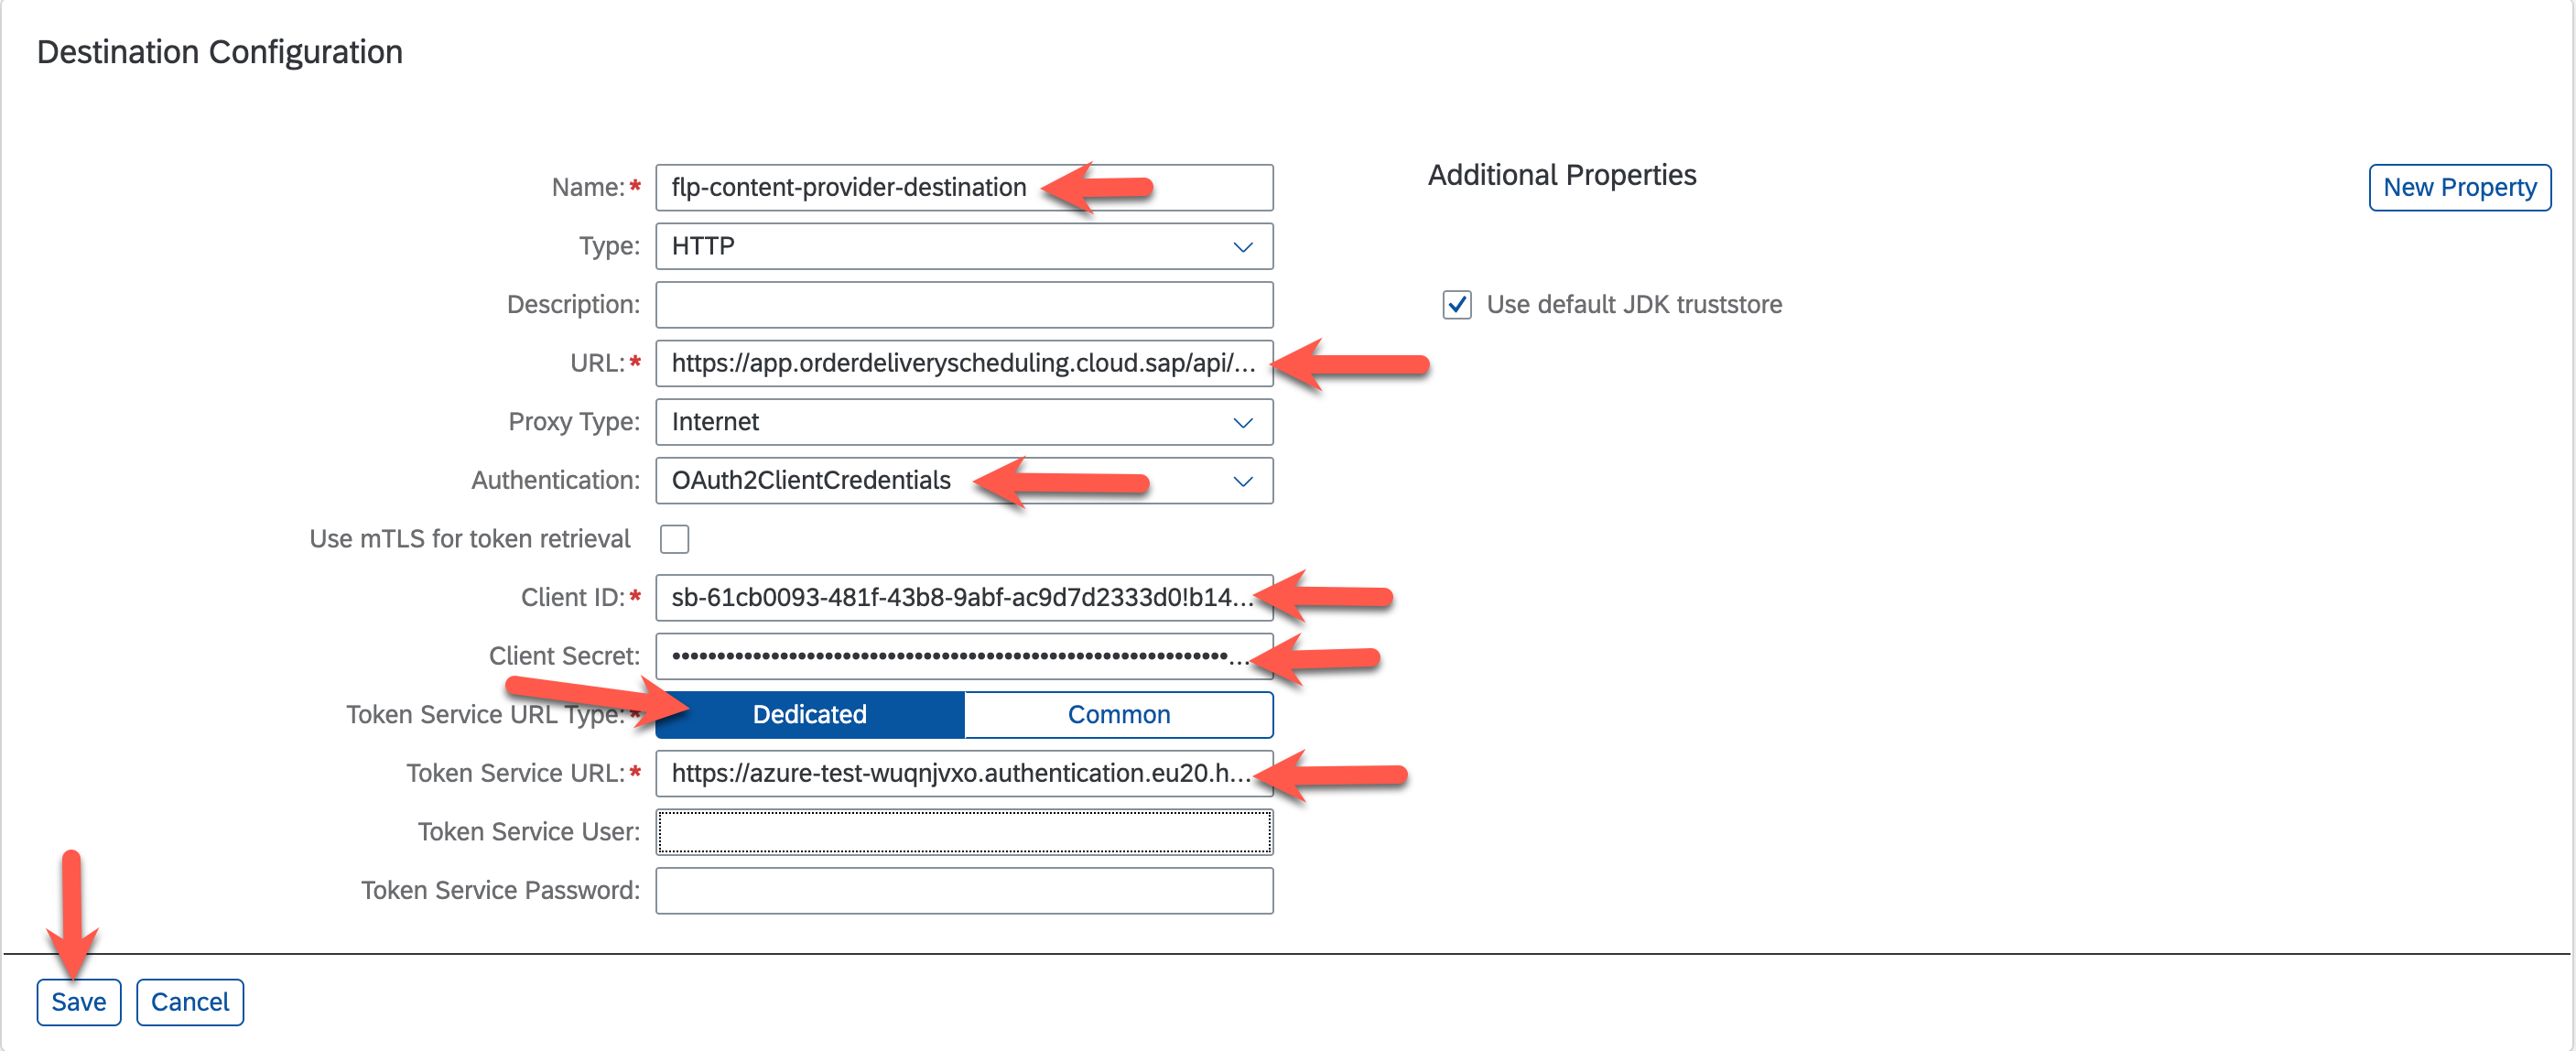 Destination Configuration
Name:* flp-content-provider-destination
Additional Properties
New Property
Type: HTTP
Description:
Use default JDK truststore
URL:* https://app.orderdeliveryscheduling.cloud.sap/api/...
Proxy Type: Internet
Authentication: OAuth2ClientCredentials
Use mTLS for token retrieval
Client ID:* sb-61cb0093-481f-43b8-9abf-ac9d7d2333d0!b14...
Client Secret: ••••••••••••••••••••••••••••••••••••••••••••••••••••••••••••••...
Token Service URL Type:* Dedicated Common
Token Service URL:* https://azure-test-wuqnjvxo.authentication.eu20.h...
Token Service User:
Token Service Password:
Save Cancel